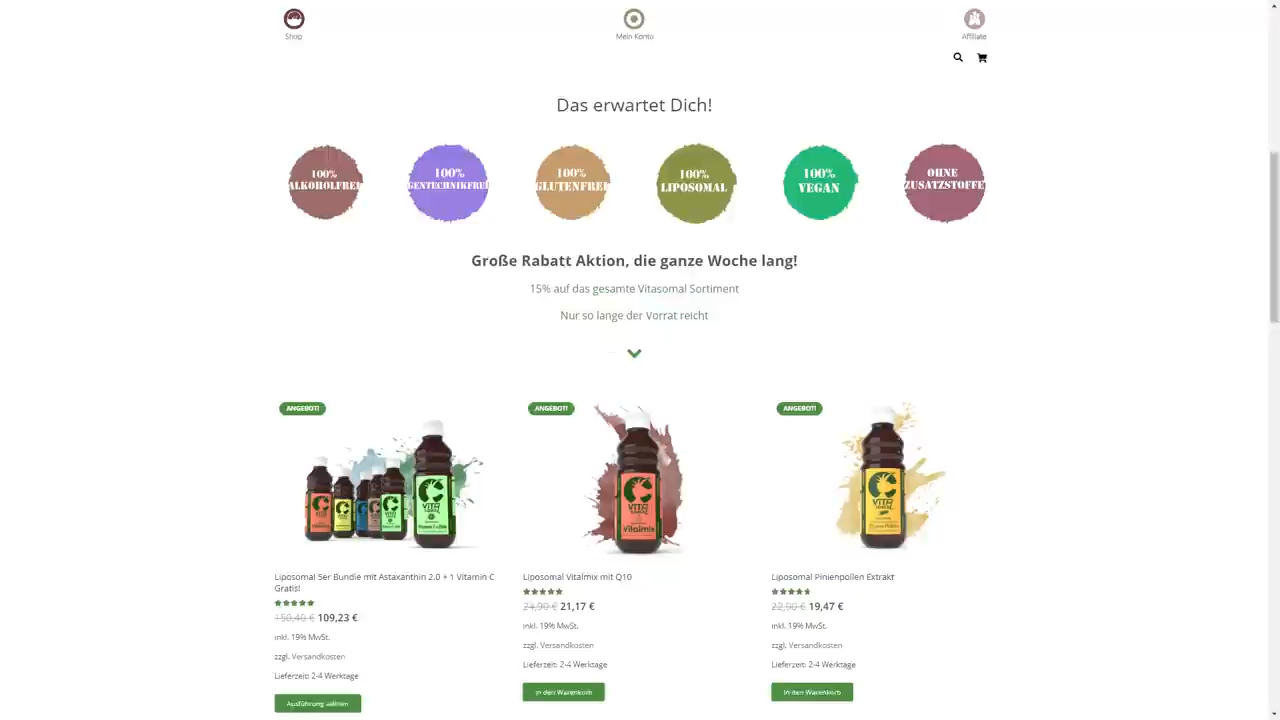 Shop
Mein Konto
Affiliate
Das erwartet Dich!
100%
ALKOHOLFREI
100%
GENTECHNIKFREI
100%
GLUTENFREI
100%
LIPOSOMAL
100%
VEGAN
OHNE
ZUSATZSTOFFE
Große Rabatt Aktion, die ganze Woche lang!
15% auf das gesamte Vitasomal Sortiment
Nur so lange der Vorrat reicht
ANGEBOT!
ANGEBOT!
ANGEBOT!
VITA
VITA
Vitalmix
VITA
Liposomal 5er Bundle mit Astaxanthin 2.0 + 1 Vitamin C
Gratis!
150,40 € 109,23 €
inkl. 19% MwSt.
zzgl. Versandkosten
Lieferzeit: 2-4 Werktage
Ausführung wählen
Liposomal Vitalmix mit Q10
24,90 € 21,17 €
inkl. 19% MwSt.
zzgl. Versandkosten
Lieferzeit: 2-4 Werktage
In den Warenkorb
Liposomal Pinienpollen Extrakt
22,90 € 19,47 €
inkl. 19% MwSt.
zzgl. Versandkosten
Lieferzeit: 2-4 Werktage
In den Warenkorb